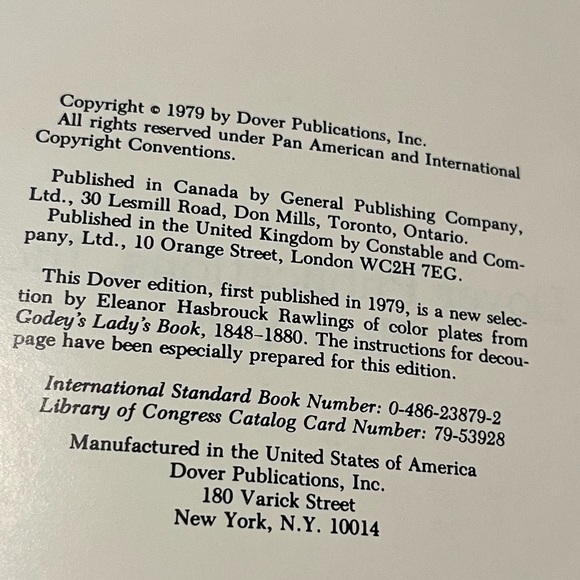 Copyright © 1979 by Dover Publications, Inc.
All rights reserved under Pan American and International
Copyright Conventions.
Published in Canada by General Publishing Company,
Ltd., 30 Lesmill Road, Don Mills, Toronto, Ontario.
Published in the United Kingdom by Constable and Com-
pany, Ltd., 10 Orange Street, London WC2H 7EG.
This Dover edition, first published in 1979, is a new selec-
tion by Eleanor Hasbrouck Rawlings of color plates from
Godey's Lady's Book, 1848–1880. The instructions for decou-
page have been especially prepared for this edition.
International Standard Book Number: 0-486-23879-2
Library of Congress Catalog Card Number: 79-53928
Manufactured in the United States of America
Dover Publications, Inc.
180 Varick Street
New York, N.Y. 10014